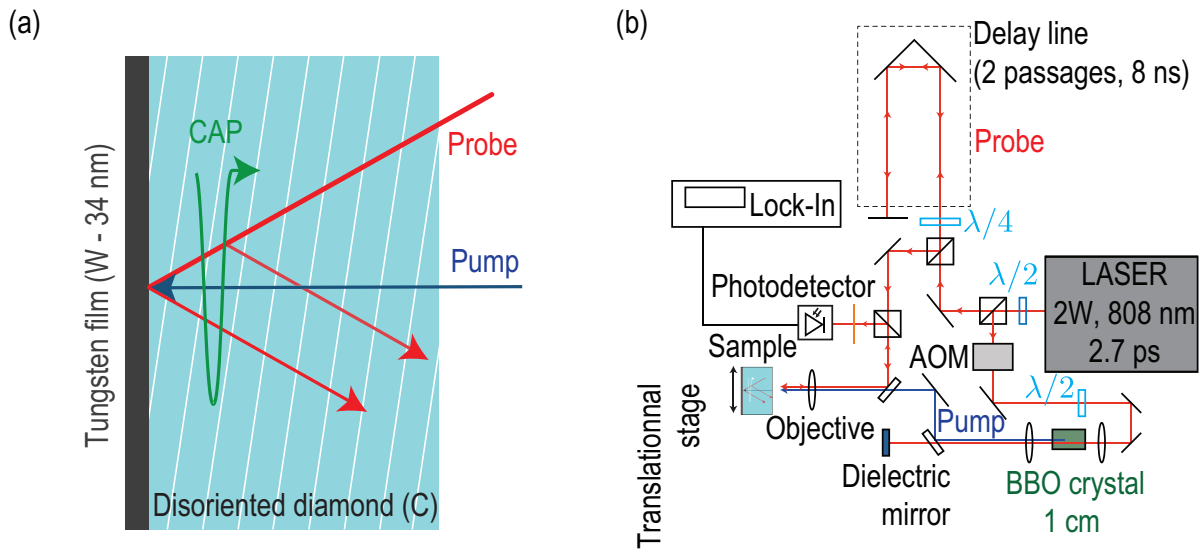 (a)
CAP
Probe
Pump
Tungsten film (W - 34 nm)
Disoriented diamond (C)
(b)
Delay line
(2 passages, 8 ns)
Probe
Lock-In
λ/4
λ/2
LASER
2W, 808 nm
2.7 ps
Photodetector
AOM
Sample
λ/2
Translational
stage
Objective
Pump
Dielectric
mirror
BBO crystal
1 cm